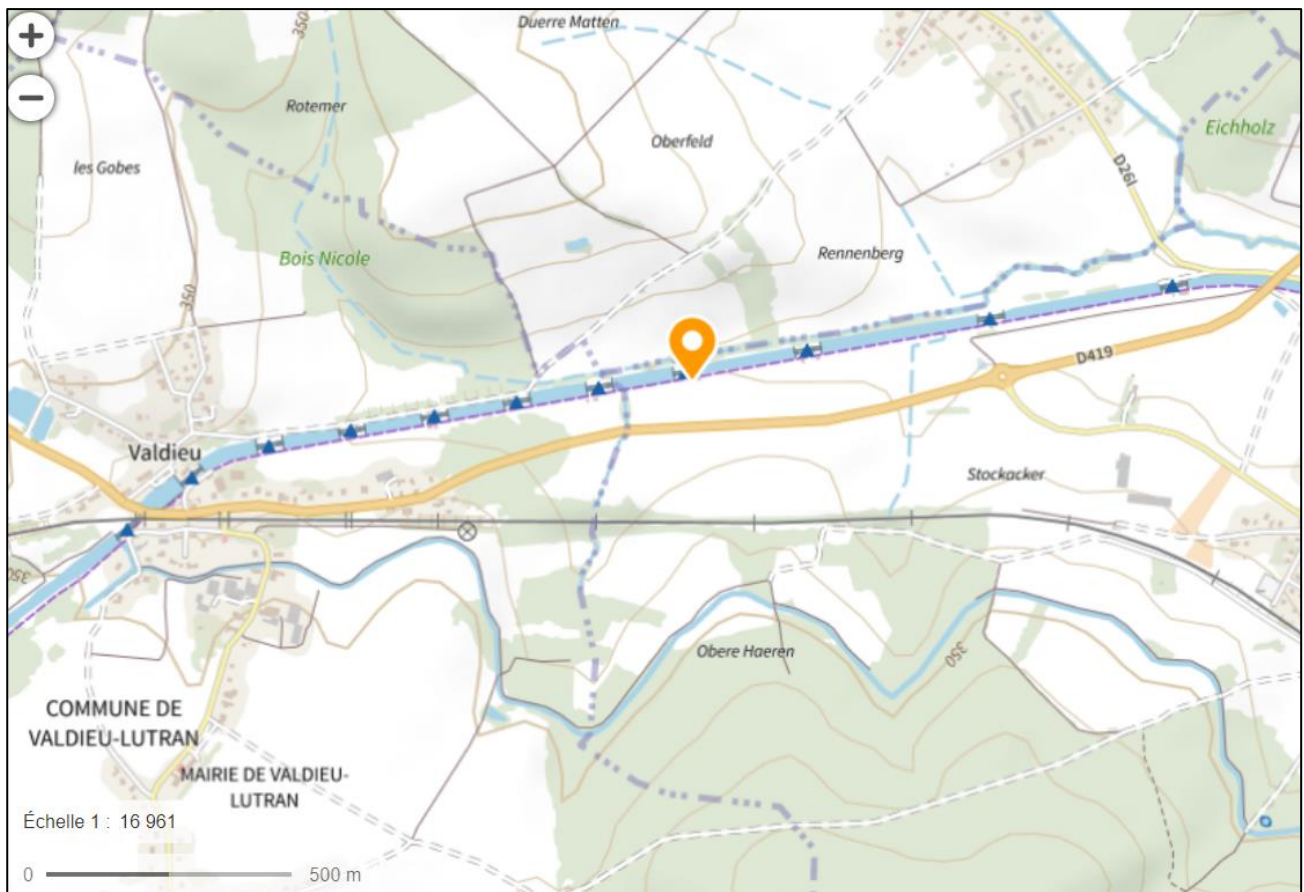 +
−
Duerre Matten
350
Rotemer
Oberfeld
Eichholz
les Gobes
D26I
Bois Nicole
Rennenberg
350
D419
Valdieu
Stockacker
350
Obere Haeren
350
COMMUNE DE
VALDIEU-LUTRAN
MAIRIE DE VALDIEU-
LUTRAN
Échelle 1 : 16 961
0 500 m